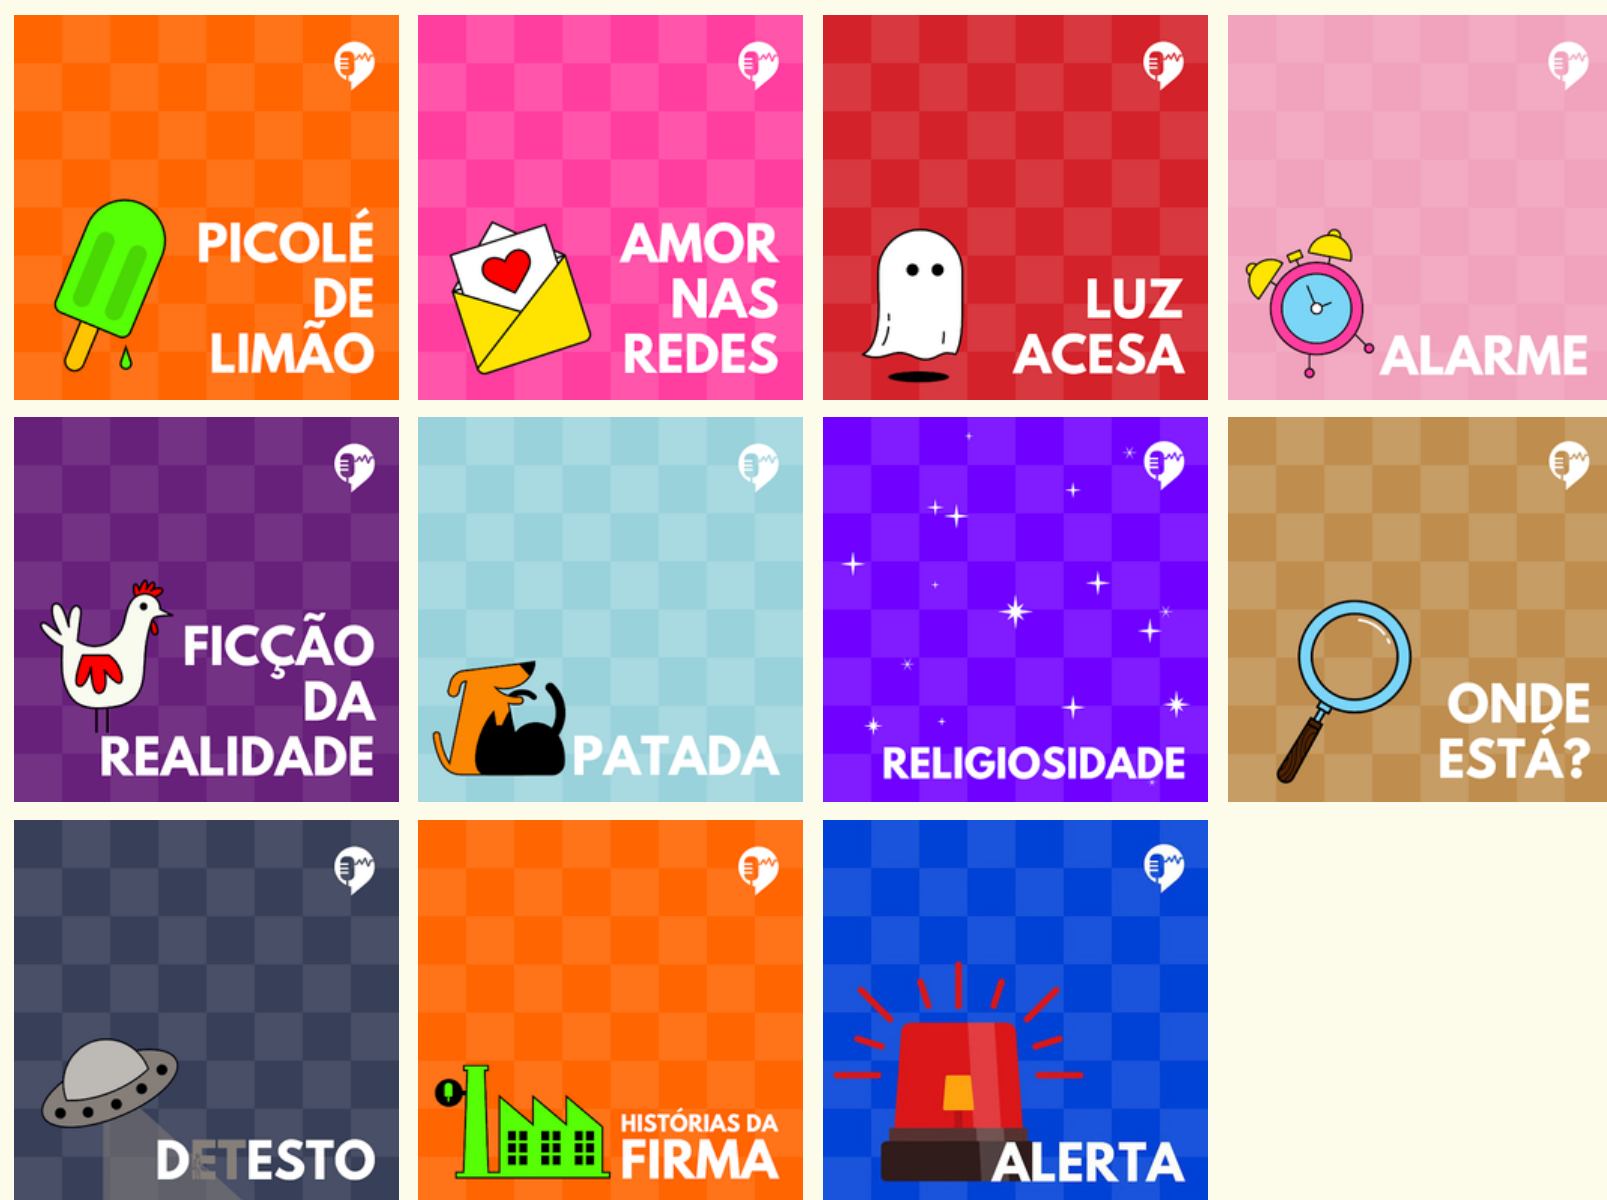 PICOLÉ
DE
LIMÃO
AMOR
NAS
REDES
LUZ
ACESA
ALARME
FICÇÃO
DA
REALIDADE
PATADA
RELIGIOSIDADE
ONDE
ESTÁ?
DETESTO
HISTÓRIAS DA
FIRMA
ALERTA